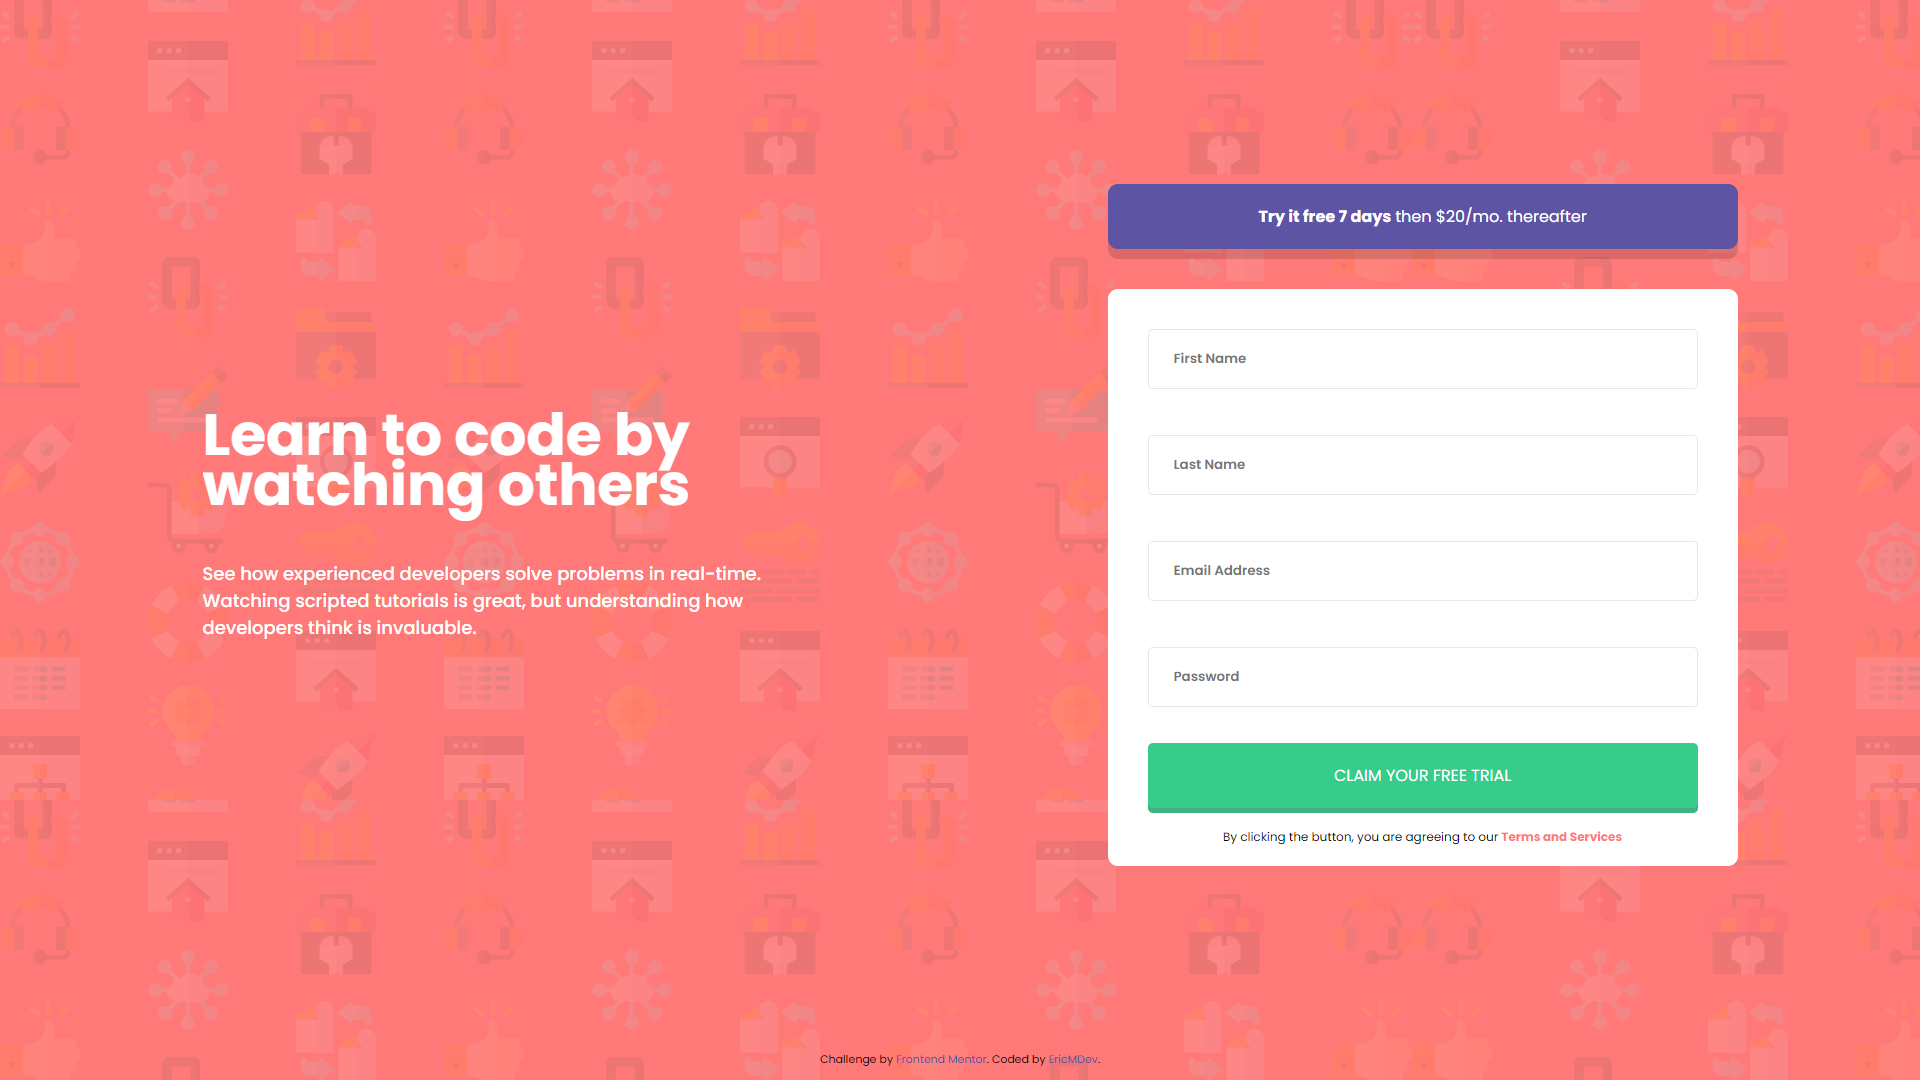 Learn to code by
watching others
See how experienced developers solve problems in real-time.
Watching scripted tutorials is great, but understanding how
developers think is invaluable.
Try it free 7 days then $20/mo. thereafter
First Name
Last Name
Email Address
Password
CLAIM YOUR FREE TRIAL
By clicking the button, you are agreeing to our Terms and Services
Challenge by Frontend Mentor. Coded by EricMDev.